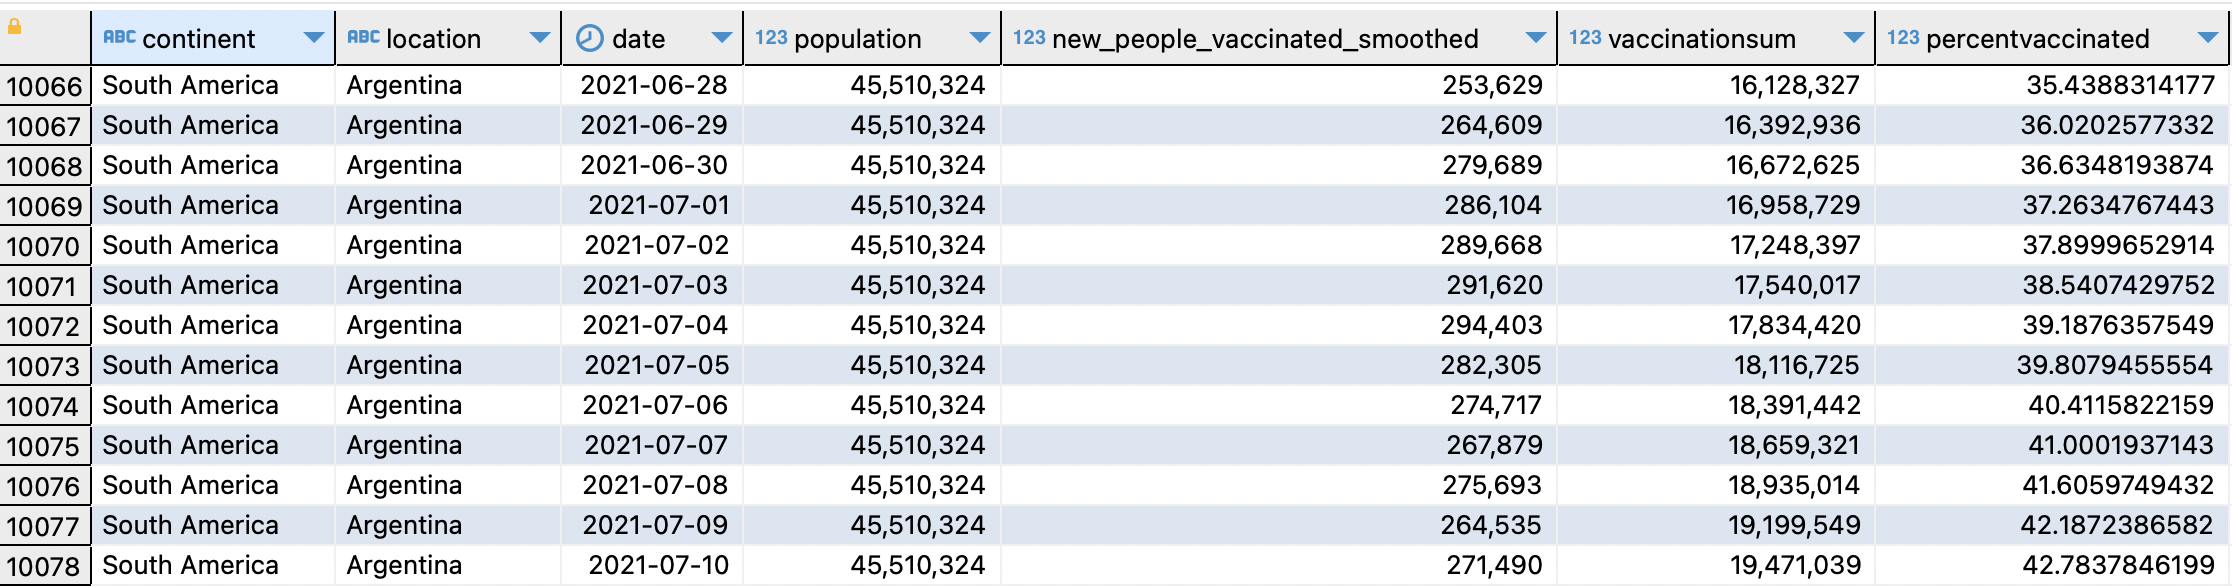 ABC continent ABC location date 123 population 123 new_people_vaccinated_smoothed 123 vaccinationsum 123 percentvaccinated
10066 South America Argentina 2021-06-28 45,510,324 253,629 16,128,327 35.4388314177
10067 South America Argentina 2021-06-29 45,510,324 264,609 16,392,936 36.0202577332
10068 South America Argentina 2021-06-30 45,510,324 279,689 16,672,625 36.6348193874
10069 South America Argentina 2021-07-01 45,510,324 286,104 16,958,729 37.2634767443
10070 South America Argentina 2021-07-02 45,510,324 289,668 17,248,397 37.8999652914
10071 South America Argentina 2021-07-03 45,510,324 291,620 17,540,017 38.5407429752
10072 South America Argentina 2021-07-04 45,510,324 294,403 17,834,420 39.1876357549
10073 South America Argentina 2021-07-05 45,510,324 282,305 18,116,725 39.8079455554
10074 South America Argentina 2021-07-06 45,510,324 274,717 18,391,442 40.4115822159
10075 South America Argentina 2021-07-07 45,510,324 267,879 18,659,321 41.0001937143
10076 South America Argentina 2021-07-08 45,510,324 275,693 18,935,014 41.6059749432
10077 South America Argentina 2021-07-09 45,510,324 264,535 19,199,549 42.1872386582
10078 South America Argentina 2021-07-10 45,510,324 271,490 19,471,039 42.7837846199